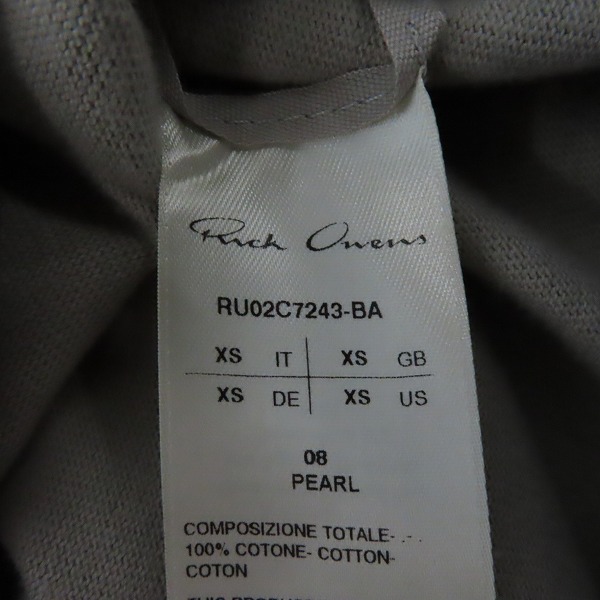 Rick Owens
RU02C7243-BA
XS IT XS GB
XS DE XS US
08
PEARL
COMPOSIZIONE TOTALE- - -
100% COTONE- COTTON-
COTON